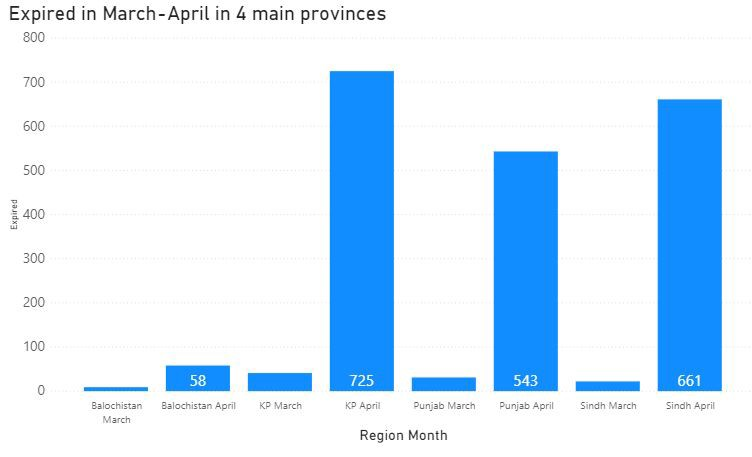 Expired in March-April in 4 main provinces
800
700
600
500
400
300
200
100
0
Expired
58
725
543
661
Balochistan March
Balochistan April
KP March
KP April
Punjab March
Punjab April
Sindh March
Sindh April
Region Month